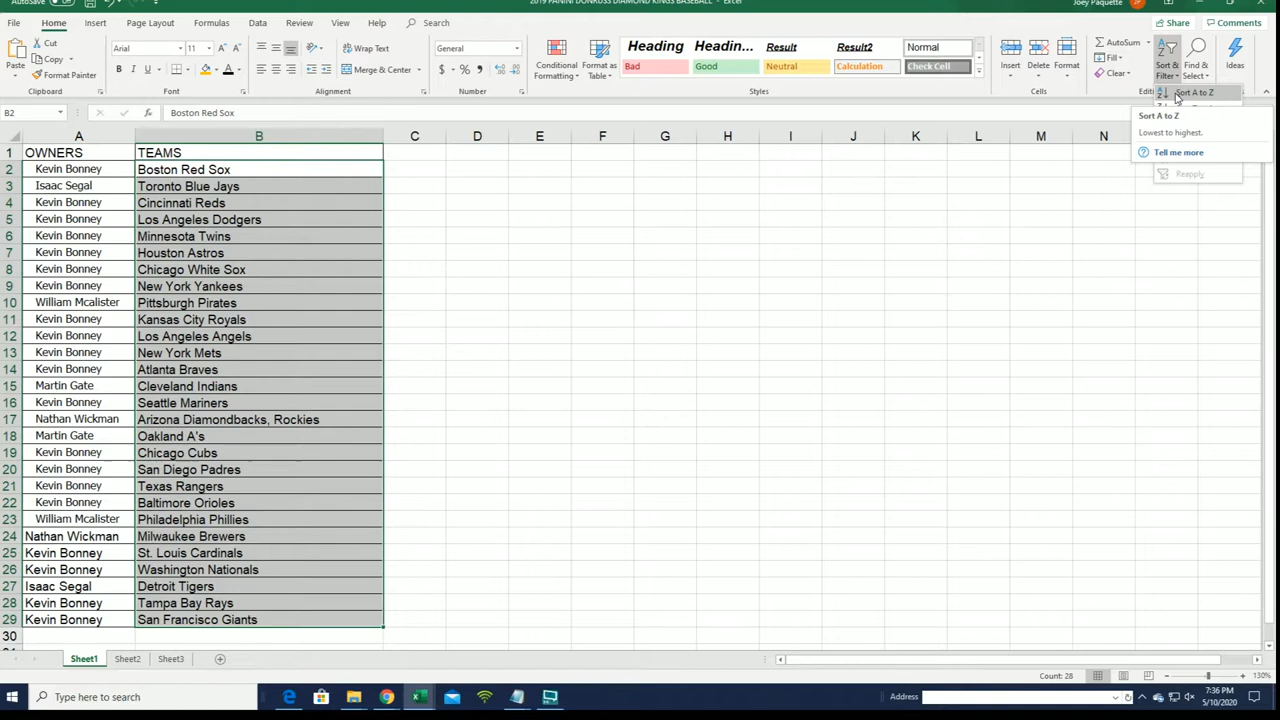 AutoSave
2019 PANINI DONRUSS DIAMOND KINGS BASEBALL - Excel
Joey Paquette
JP
File
Home
Insert
Page Layout
Formulas
Data
Review
View
Help
Search
Share
Comments
Paste
Cut
Copy
Format Painter
Clipboard
Arial
11
Font
Wrap Text
Merge & Center
Alignment
General
Number
Conditional Formatting
Format as Table
Heading
Headin...
Result
Result2
Normal
Bad
Good
Neutral
Calculation
Check Cell
Styles
Insert
Delete
Format
Cells
AutoSum
Fill
Clear
Sort & Filter
Find & Select
Ideas
Sort A to Z
Sort A to Z
Lowest to highest.
Tell me more
Reapply
B2
Boston Red Sox
A B C D E F G H I J K L M N
1 OWNERS TEAMS
2 Kevin Bonney Boston Red Sox
3 Isaac Segal Toronto Blue Jays
4 Kevin Bonney Cincinnati Reds
5 Kevin Bonney Los Angeles Dodgers
6 Kevin Bonney Minnesota Twins
7 Kevin Bonney Houston Astros
8 Kevin Bonney Chicago White Sox
9 Kevin Bonney New York Yankees
10 William Mcalister Pittsburgh Pirates
11 Kevin Bonney Kansas City Royals
12 Kevin Bonney Los Angeles Angels
13 Kevin Bonney New York Mets
14 Kevin Bonney Atlanta Braves
15 Martin Gate Cleveland Indians
16 Kevin Bonney Seattle Mariners
17 Nathan Wickman Arizona Diamondbacks, Rockies
18 Martin Gate Oakland A's
19 Kevin Bonney Chicago Cubs
20 Kevin Bonney San Diego Padres
21 Kevin Bonney Texas Rangers
22 Kevin Bonney Baltimore Orioles
23 William Mcalister Philadelphia Phillies
24 Nathan Wickman Milwaukee Brewers
25 Kevin Bonney St. Louis Cardinals
26 Kevin Bonney Washington Nationals
27 Isaac Segal Detroit Tigers
28 Kevin Bonney Tampa Bay Rays
29 Kevin Bonney San Francisco Giants
30
Sheet1
Sheet2
Sheet3
Count: 28
130%
Type here to search
Address
7:36 PM
5/10/2020